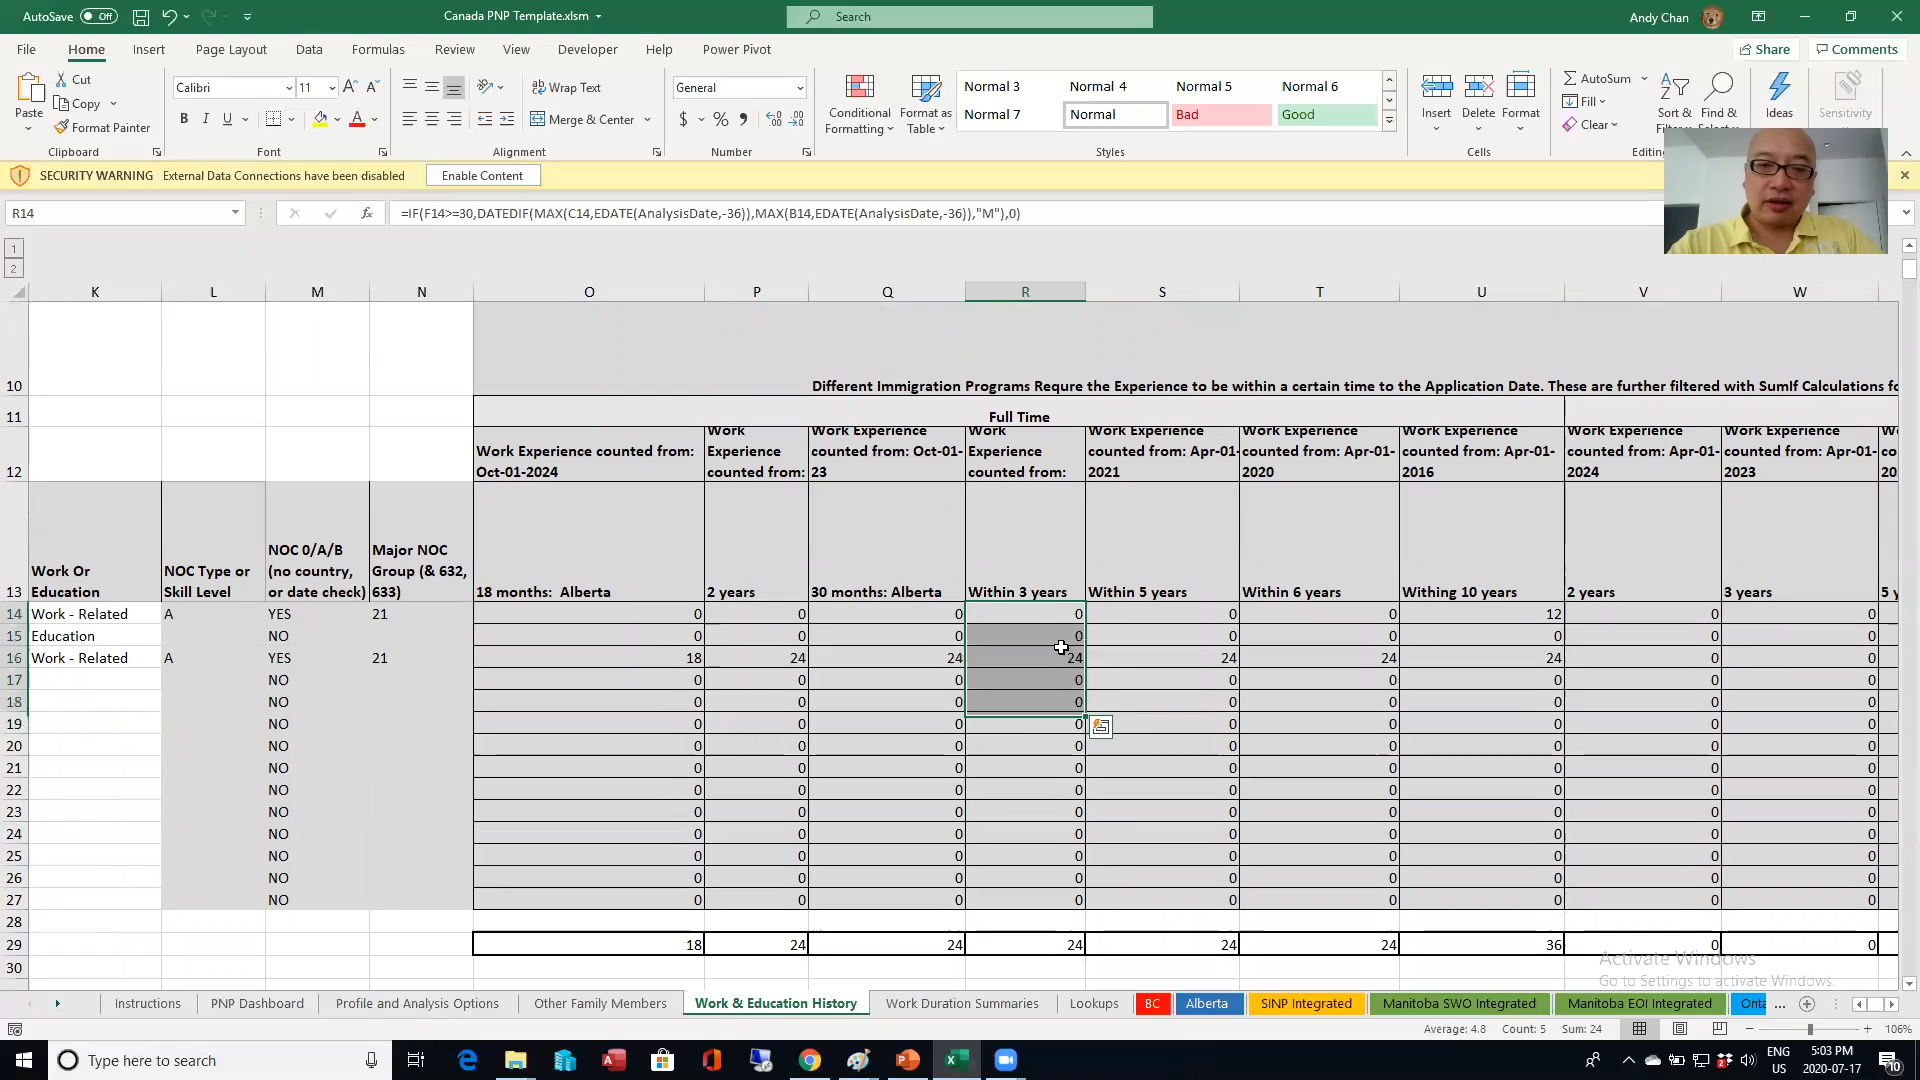 AutoSave Off Canada PNP Template.xlsm Search Andy Chan
File Home Insert Page Layout Formulas Data Review View Developer Help Power Pivot Share Comments
Paste Cut Copy Format Painter Clipboard
Calibri 11 A A B I U A Font
Wrap Text Merge & Center Alignment
General $ % Number
Conditional Formatting Format as Table
Normal 3 Normal 4 Normal 5 Normal 6
Normal 7 Normal Bad Good
Styles
Insert Delete Format Cells
AutoSum Fill Clear Sort & Find & Editing
Ideas Sensitivity
SECURITY WARNING External Data Connections have been disabled Enable Content
R14 fx =IF(F14>=30,DATEDIF(MAX(C14,EDATE(AnalysisDate,-36)),MAX(B14,EDATE(AnalysisDate,-36)),"M"),0)
1
2
K L M N O P Q R S T U V W
10 Different Immigration Programs Requre the Experience to be within a certain time to the Application Date. These are further filtered with SumIf Calculations fo
11 Full Time
12 Work Experience counted from: Oct-01-2024
Work Experience counted from:
Work Experience counted from: Oct-01-23
Work Experience counted from:
Work Experience counted from: Apr-01-2021
Work Experience counted from: Apr-01-2020
Work Experience counted from: Apr-01-2016
Work Experience counted from: Apr-01-2024
Work Experience counted from: Apr-01-2023
13 Work Or Education
NOC Type or Skill Level
NOC 0/A/B (no country, or date check)
Major NOC Group (& 632, 633)
18 months: Alberta 2 years 30 months: Alberta Within 3 years Within 5 years Within 6 years Withing 10 years 2 years 3 years 5 y
14 Work - Related A YES 21 0 0 0 0 0 0 12 0 0
15 Education NO 0 0 0 0 0 0 0 0 0
16 Work - Related A YES 21 18 24 24 24 24 24 24 0 0
17 NO 0 0 0 0 0 0 0 0 0
18 NO 0 0 0 0 0 0 0 0 0
19 NO 0 0 0 0 0 0 0 0 0
20 NO 0 0 0 0 0 0 0 0 0
21 NO 0 0 0 0 0 0 0 0 0
22 NO 0 0 0 0 0 0 0 0 0
23 NO 0 0 0 0 0 0 0 0 0
24 NO 0 0 0 0 0 0 0 0 0
25 NO 0 0 0 0 0 0 0 0 0
26 NO 0 0 0 0 0 0 0 0 0
27 NO 0 0 0 0 0 0 0 0 0
28
29 18 24 24 24 24 24 36 0 0
30
Activate Windows
Go to Settings to activate Windows.
Instructions PNP Dashboard Profile and Analysis Options Other Family Members Work & Education History Work Duration Summaries Lookups BC Alberta SINP Integrated Manitoba SWO Integrated Manitoba EOI Integrated Onta ...
Average: 4.8 Count: 5 Sum: 24 106%
Type here to search
ENG US 5:03 PM 2020-07-17 10